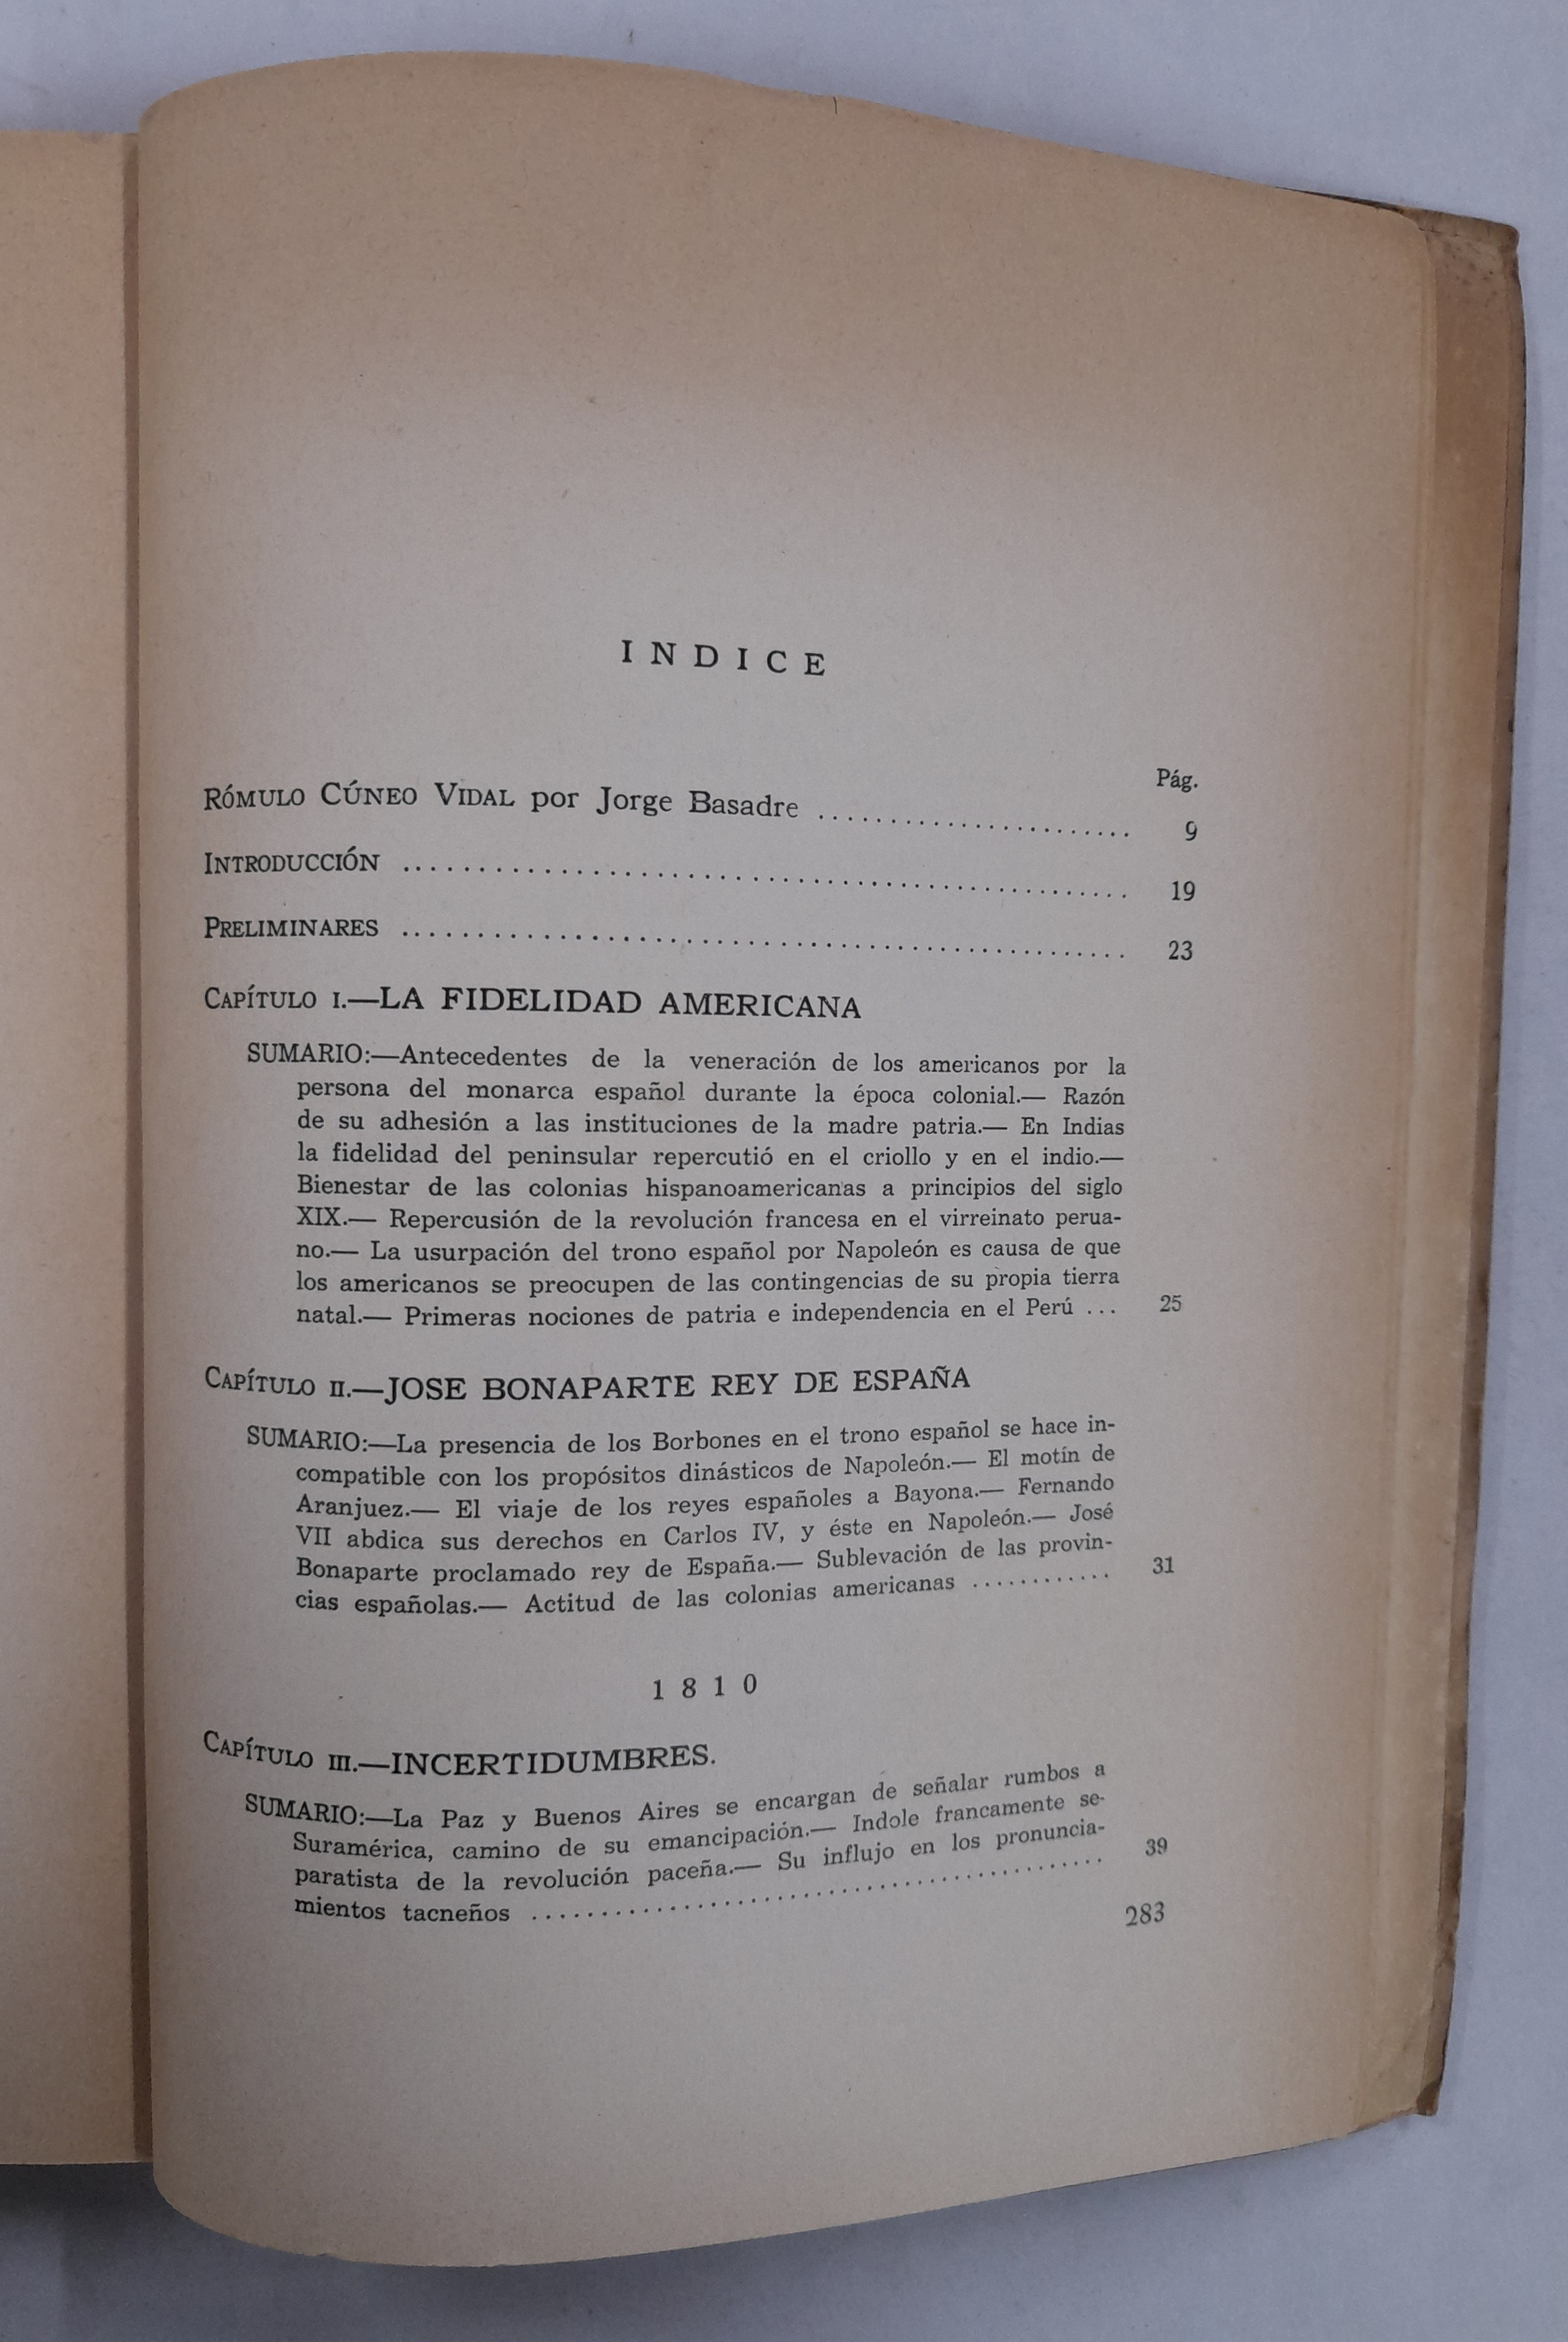 INDICE
Pág.
RÓMULO CÚNEO VIDAL por Jorge Basadre ........................ 9
INTRODUCCIÓN ........................................ 19
PRELIMINARES ........................................ 23
CAPÍTULO I.—LA FIDELIDAD AMERICANA
SUMARIO:—Antecedentes de la veneración de los americanos por la
persona del monarca español durante la época colonial.— Razón
de su adhesión a las instituciones de la madre patria.— En Indias
la fidelidad del peninsular repercutió en el criollo y en el indio.—
Bienestar de las colonias hispanoamericanas a principios del siglo
XIX.— Repercusión de la revolución francesa en el virreinato perua-
no.— La usurpación del trono español por Napoleón es causa de que
los americanos se preocupen de las contingencias de su propia tierra
natal.— Primeras nociones de patria e independencia en el Perú ... 25
CAPÍTULO II.—JOSE BONAPARTE REY DE ESPAÑA
SUMARIO:—La presencia de los Borbones en el trono español se hace in-
compatible con los propósitos dinásticos de Napoleón.— El motín de
Aranjuez.— El viaje de los reyes españoles a Bayona.— Fernando
VII abdica sus derechos en Carlos IV, y éste en Napoleón.— José
Bonaparte proclamado rey de España.— Sublevación de las provin-
cias españolas.— Actitud de las colonias americanas ............ 31
1810
CAPÍTULO III.—INCERTIDUMBRES.
SUMARIO:—La Paz y Buenos Aires se encargan de señalar rumbos a
Suramérica, camino de su emancipación.— Indole francamente se-
paratista de la revolución paceña.— Su influjo en los pronuncia-
mientos tacneños ................................ 39
283